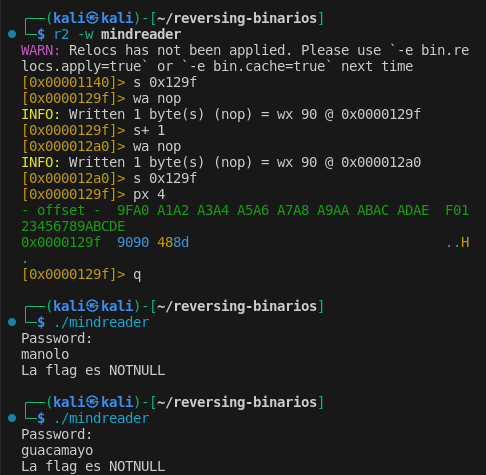 ┌──(kali㉿kali)-[~/reversing-binarios]
└─$ r2 -w mindreader
WARN: Relocs has not been applied. Please use `-e bin.re
locs.apply=true` or `-e bin.cache=true` next time
[0x00001140]> s 0x129f
[0x0000129f]> wa nop
INFO: Written 1 byte(s) (nop) = wx 90 @ 0x0000129f
[0x0000129f]> s+ 1
[0x000012a0]> wa nop
INFO: Written 1 byte(s) (nop) = wx 90 @ 0x000012a0
[0x000012a0]> s 0x129f
[0x0000129f]> px 4
- offset -  9FA0 A1A2 A3A4 A5A6 A7A8 A9AA ABAC ADAE  F01
23456789ABCDE
0x0000129f  9090 488d                                ..H
.
[0x0000129f]> q
┌──(kali㉿kali)-[~/reversing-binarios]
└─$ ./mindreader
Password:
manolo
La flag es NOTNULL
┌──(kali㉿kali)-[~/reversing-binarios]
└─$ ./mindreader
Password:
guacamayo
La flag es NOTNULL